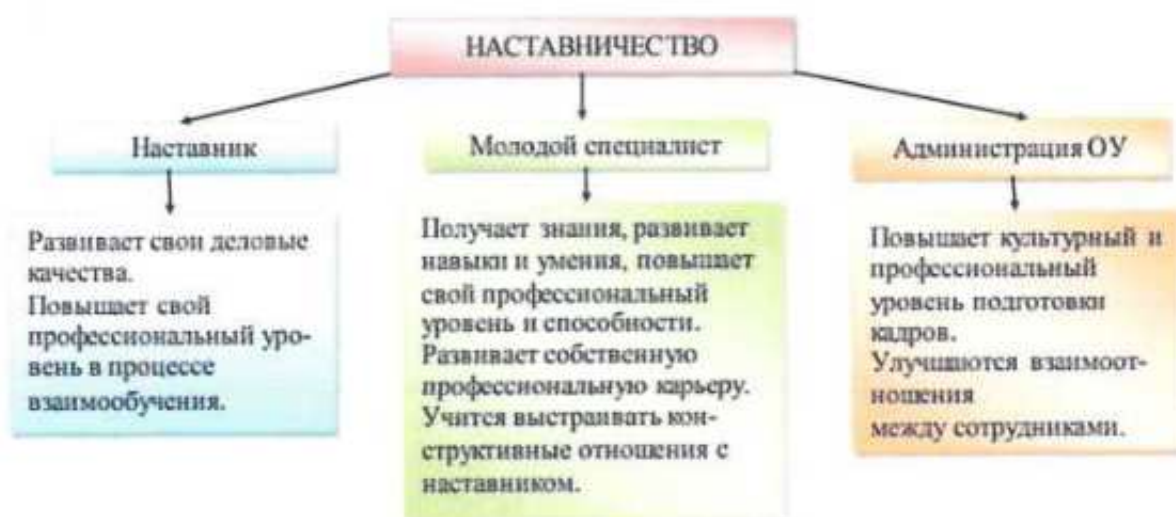 НАСТАВНИЧЕСТВО
Наставник
Развивает свои деловые
качества.
Повышает свой
профессиональный уро-
вень в процессе
взаимообучения.
Молодой специалист
Получает знания, развивает
навыки и умения, повышает
свой профессиональный
уровень и способности.
Развивает собственную
профессиональную карьеру.
Учится выстраивать кон-
структивные отношения с
наставником.
Администрация ОУ
Повышает культурный и
профессиональный
уровень подготовки
кадров.
Улучшаются взаимоот-
ношения
между сотрудниками.